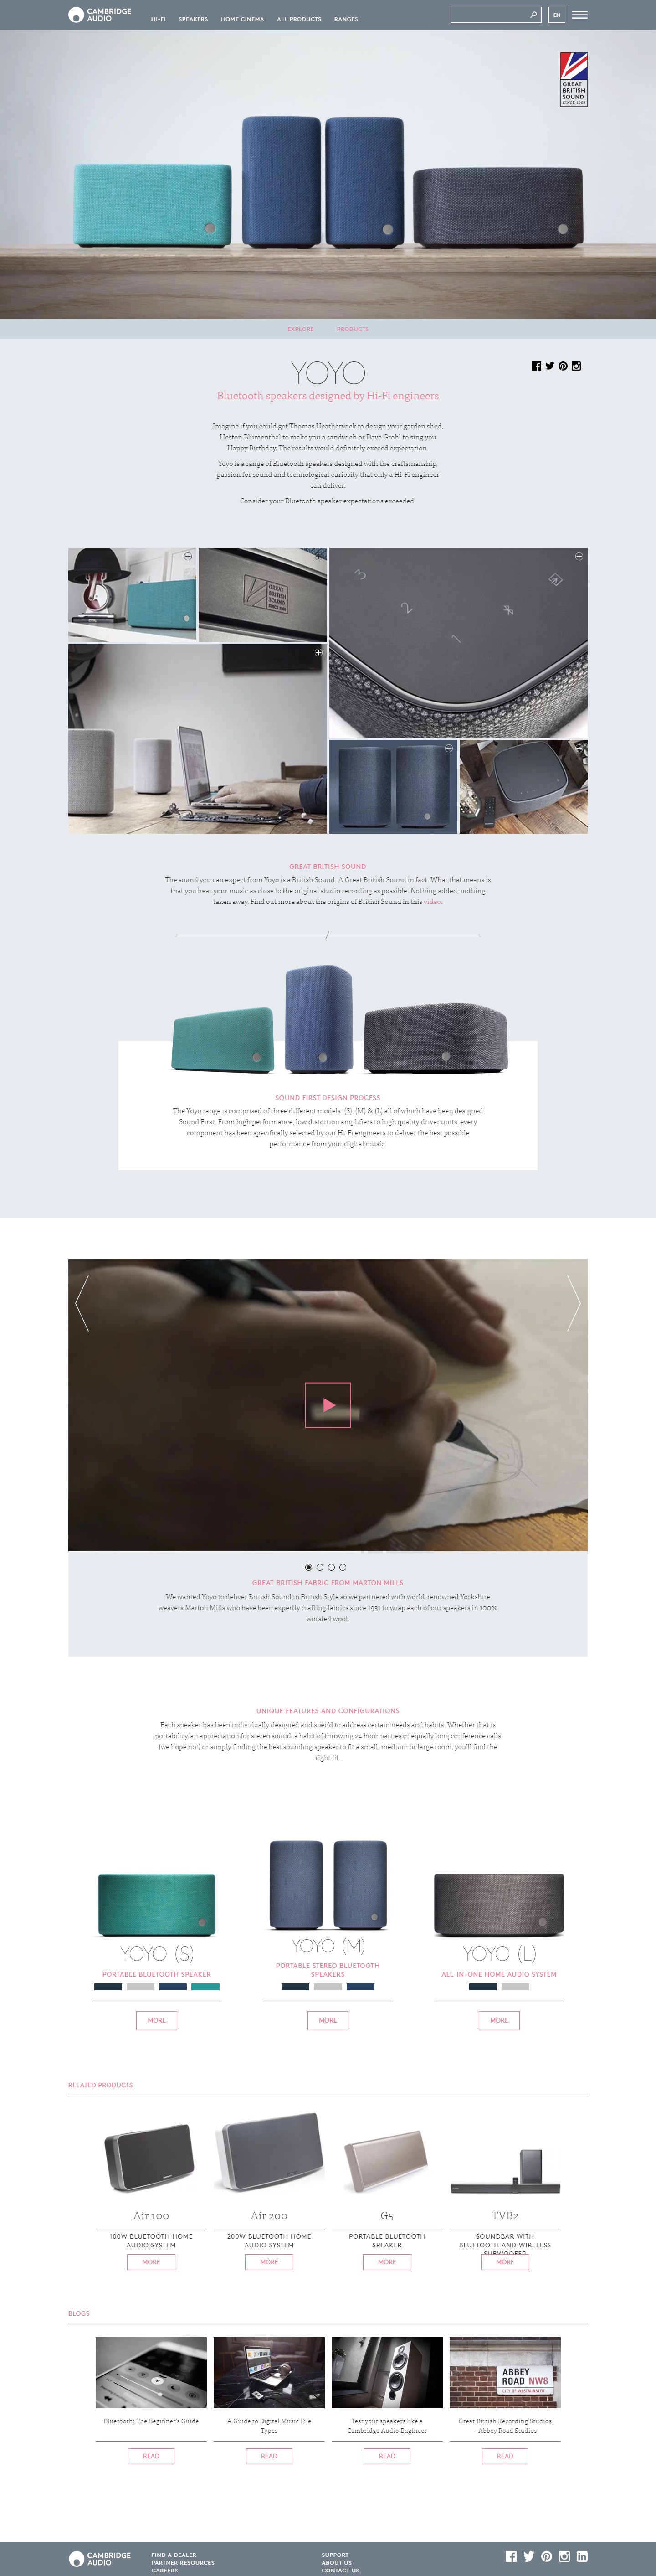 CAMBRIDGE AUDIO
HI-FI SPEAKERS HOME CINEMA ALL PRODUCTS RANGES
EN
GREAT
BRITISH
SOUND
SINCE 1968
EXPLORE PRODUCTS
YOYO
Bluetooth speakers designed by Hi-Fi engineers
Imagine if you could get Thomas Heatherwick to design your garden shed,
Heston Blumenthal to make you a sandwich or Dave Grohl to sing you
Happy Birthday. The results would definitely exceed expectation.
Yoyo is a range of Bluetooth speakers designed with the craftsmanship,
passion for sound and technological curiosity that only a Hi-Fi engineer
can deliver.
Consider your Bluetooth speaker expectations exceeded.
GREAT
BRITISH
SOUND
SINCE 1968
GREAT BRITISH SOUND
The sound you can expect from Yoyo is a British Sound. A Great British Sound in fact. What that means is
that you hear your music as close to the original studio recording as possible. Nothing added, nothing
taken away. Find out more about the origins of British Sound in this video.
SOUND FIRST DESIGN PROCESS
The Yoyo range is comprised of three different models: (S), (M) & (L) all of which have been designed
Sound First. From high performance, low distortion amplifiers to high quality driver units, every
component has been specifically selected by our Hi-Fi engineers to deliver the best possible
performance from your digital music.
GREAT BRITISH FABRIC FROM MARTON MILLS
We wanted Yoyo to deliver British Sound in British Style so we partnered with world-renowned Yorkshire
weavers Marton Mills who have been expertly crafting fabrics since 1931 to wrap each of our speakers in 100%
worsted wool.
UNIQUE FEATURES AND CONFIGURATIONS
Each speaker has been individually designed and spec'd to address certain needs and habits. Whether that is
portability, an appreciation for stereo sound, a habit of throwing 24 hour parties or equally long conference calls
(we hope not) or simply finding the best sounding speaker to fit a small, medium or large room, you'll find the
right fit.
YOYO (S)
PORTABLE BLUETOOTH SPEAKER
MORE
YOYO (M)
PORTABLE STEREO BLUETOOTH
SPEAKERS
MORE
YOYO (L)
ALL-IN-ONE HOME AUDIO SYSTEM
MORE
RELATED PRODUCTS
Air 100
100W BLUETOOTH HOME
AUDIO SYSTEM
MORE
Air 200
200W BLUETOOTH HOME
AUDIO SYSTEM
MORE
G5
PORTABLE BLUETOOTH
SPEAKER
MORE
TVB2
SOUNDBAR WITH
BLUETOOTH AND WIRELESS
SUBWOOFER
MORE
BLOGS
Bluetooth: The Beginner's Guide
READ
A Guide to Digital Music File
Types
READ
Test your speakers like a
Cambridge Audio Engineer
READ
ABBEY
ROAD NW8
CITY OF WESTMINSTER
Great British Recording Studios
– Abbey Road Studios
READ
CAMBRIDGE AUDIO
FIND A DEALER
PARTNER RESOURCES
CAREERS
SUPPORT
ABOUT US
CONTACT US